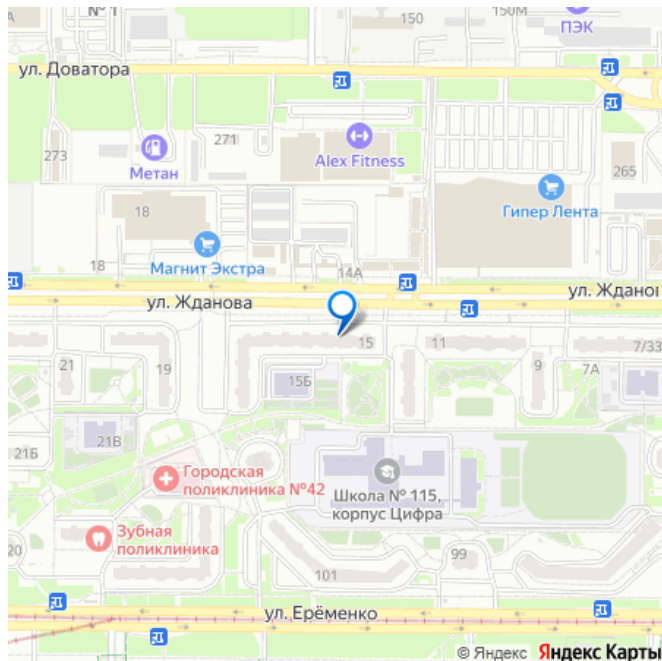 № 1
150
150М
ПЭК
ул. Доватора
273
271
Метан
Alex Fitness
265
18
Гипер Лента
Магнит Экстра
18
14А
ул. Жданова
ул. Ждано
15
11
7/33
21
19
9
7А
15Б
21В
21Б
Городская
поликлиника №42
Школа № 115,
корпус Цифра
Зубная
поликлиника
20
99
101
ул. Ерёменко
© Яндекс Яндекс Карты